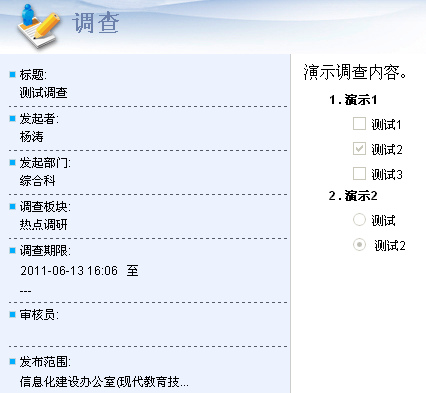 调查
标题:
测试调查
发起者:
杨涛
发起部门:
综合科
调查板块:
热点调研
调查期限:
2011-06-13 16:06 至
---
审核员:
发布范围:
信息化建设办公室(现代教育技...
演示调查内容。
1.演示1
测试1
测试2
测试3
2.演示2
测试
测试2